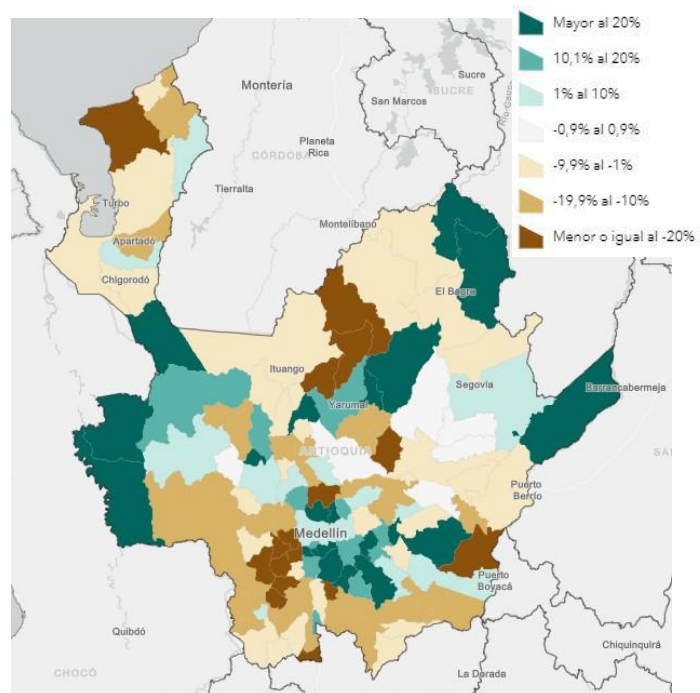 Mayor al 20%
10,1% al 20%
1% al 10%
-0,9% al 0,9%
-9,9% al -1%
-19,9% al -10%
Menor o igual al -20%
Sucre
SUCRE
Montería
San Marcos
Planeta
Rica
CÓRDOBA
Tierralta
Turbo
Montelíbano
Apartadó
Chigorodó
El Bagre
Ituango
Segovia
Barrancabermeja
Yarumal
ANTIOQUIA
Puerto
Berrío
Medellín
Puerto
Boyacá
Quibdó
Chiquinquirá
CHOCÓ
La Dorada